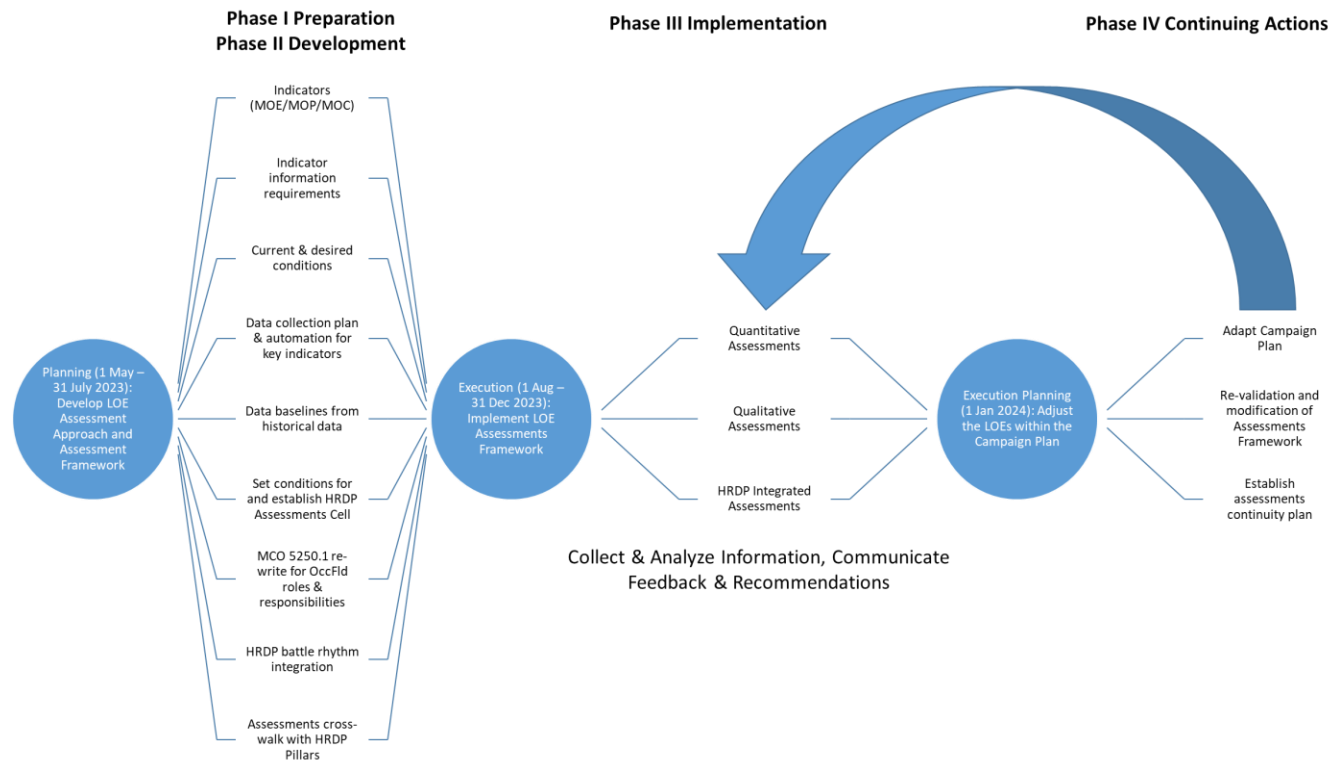 Phase I Preparation
Phase II Development
Phase III Implementation
Phase IV Continuing Actions
Planning (1 May –
31 July 2023):
Develop LOE
Assessment
Approach and
Assessment
Framework
Indicators
(MOE/MOP/MOC)
Indicator
information
requirements
Current & desired
conditions
Data collection plan
& automation for
key indicators
Data baselines from
historical data
Set conditions for
and establish HRDP
Assessments Cell
MCO 5250.1 re-
write for OccFld
roles &
responsibilities
HRDP battle rhythm
integration
Assessments cross-
walk with HRDP
Pillars
Execution (1 Aug –
31 Dec 2023):
Implement LOE
Assessments
Framework
Quantitative
Assessments
Qualitative
Assessments
HRDP Integrated
Assessments
Collect & Analyze Information, Communicate
Feedback & Recommendations
Execution Planning
(1 Jan 2024): Adjust
the LOEs within the
Campaign Plan
Adapt Campaign
Plan
Re-validation and
modification of
Assessments
Framework
Establish
assessments
continuity plan